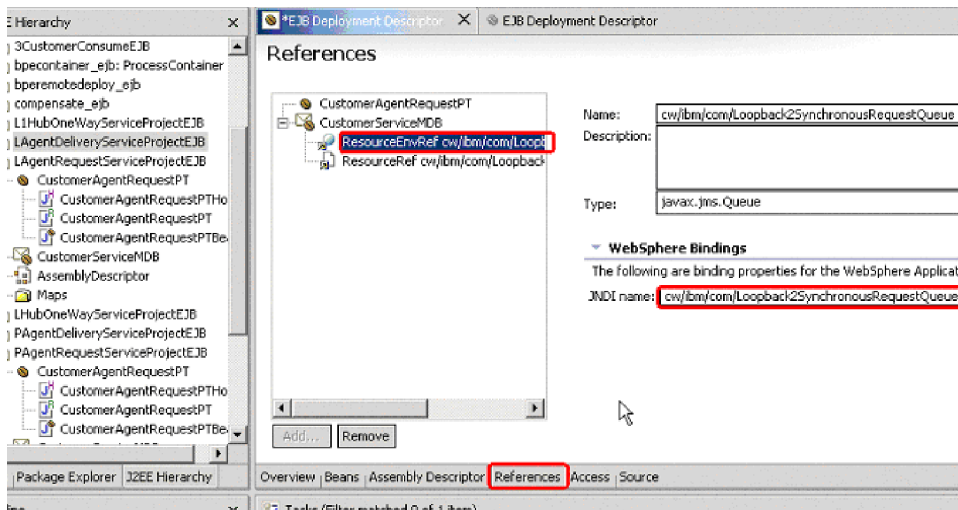 E Hierarchy
3CustomerConsumeEJB
bpecontainer_ejb: ProcessContainer
bperemotedeploy_ejb
compensate_ejb
L1HubOneWayServiceProjectEJB
LAgentDeliveryServiceProjectEJB
LAgentRequestServiceProjectEJB
CustomerAgentRequestPT
CustomerAgentRequestPTHo
CustomerAgentRequestPT
CustomerAgentRequestPTBe
CustomerServiceMDB
AssemblyDescriptor
Maps
LHubOneWayServiceProjectEJB
PAgentDeliveryServiceProjectEJB
PAgentRequestServiceProjectEJB
CustomerAgentRequestPT
CustomerAgentRequestPTHo
CustomerAgentRequestPT
CustomerAgentRequestPTBe
Package Explorer J2EE Hierarchy
*EJB Deployment Descriptor
EJB Deployment Descriptor
References
CustomerAgentRequestPT
CustomerServiceMDB
ResourceEnvRef cw/ibm/com/Loopb
ResourceRef cw/ibm/com/Loopback
Add... Remove
Name: cw/ibm/com/Loopback2SynchronousRequestQueue
Description:
Type: javax.jms.Queue
WebSphere Bindings
The following are binding properties for the WebSphere Applicat
JNDI name: cw/ibm/com/Loopback2SynchronousRequestQueue
Overview Beans Assembly Descriptor References Access Source
Tasks (Filter matched 0 of 1 item)